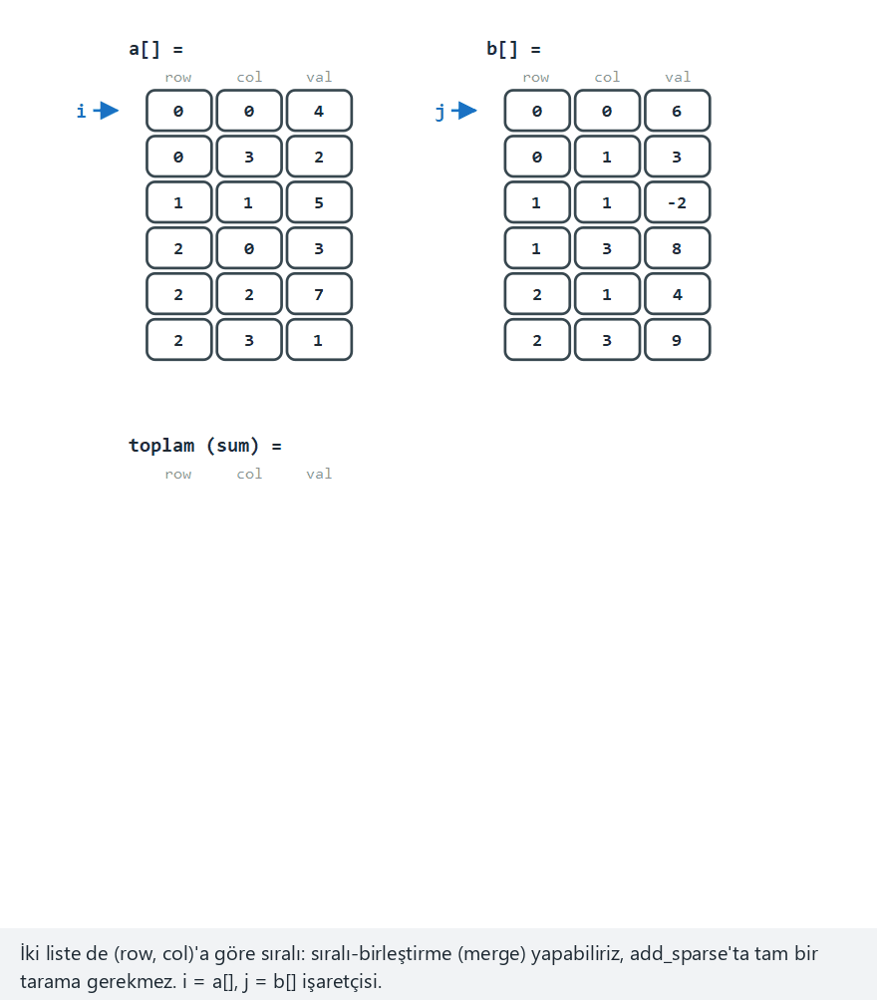 a[] = b[] =
row col val row col val
i 0 0 4 j 0 0 6
0 3 2 0 1 3
1 1 5 1 1 -2
2 0 3 1 3 8
2 2 7 2 1 4
2 3 1 2 3 9
toplam (sum) =
row col val
İki liste de (row, col)'a göre sıralı: sıralı-birleştirme (merge) yapabiliriz, add_sparse'ta tam bir
tarama gerekmez. i = a[], j = b[] işaretçisi.